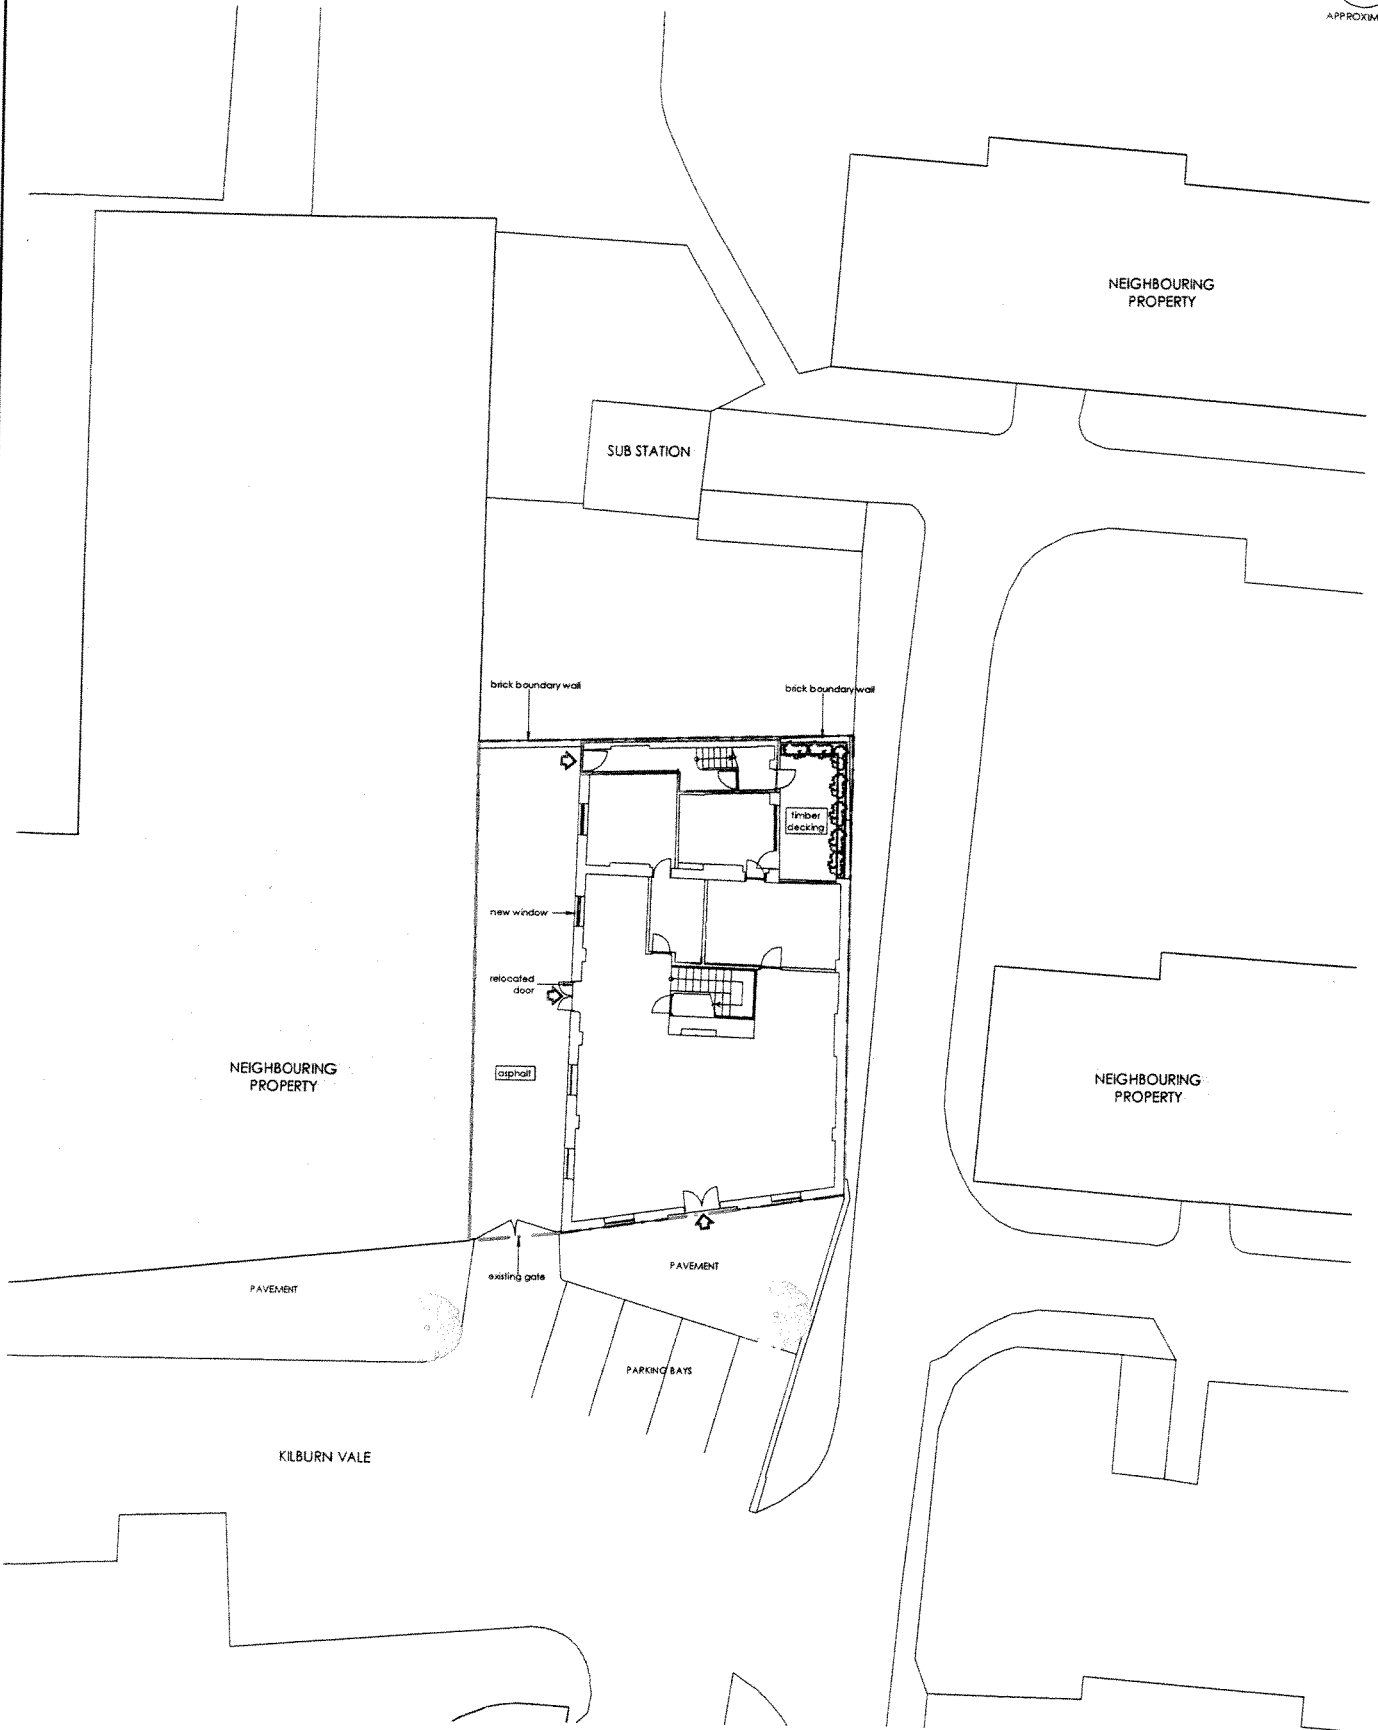 NEIGHBOURING
PROPERTY
SUB STATION
brick boundary wall
brick boundary wall
timber
decking
new window
relocated
door
NEIGHBOURING
PROPERTY
asphalt
NEIGHBOURING
PROPERTY
existing gate
PAVEMENT
PAVEMENT
PARKING BAYS
KILBURN VALE